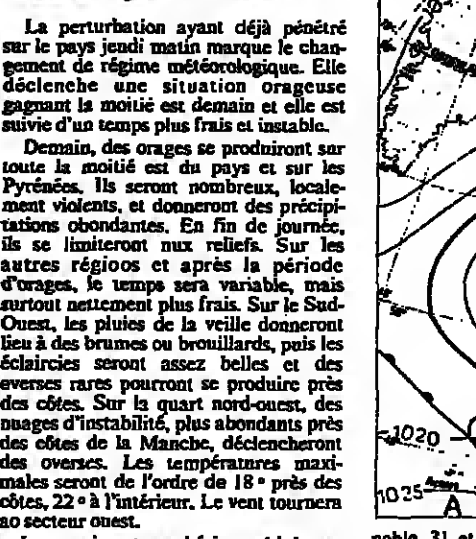 La perturbation ayant déjà pénétré
sur le pays jeudi matin marque le chan-
gement de régime météorologique. Elle
déclenche une situation orageuse
gagnant la moitié est demain et elle est
suivie d'un temps plus frais et instable.
Demain, des orages se produiront sur
toute la moitié est du pays et sur les
Pyrénées. Ils seront nombreux, locale-
ment violents, et donneront des précipi-
tations obondantes. En fin de journée,
ils se limiteront nux reliefs. Sur les
autres régioos et après la période
d'orages, le temps sera variable, mais
surtout nettement plus frais. Sur le Sud-
Ouest, les pluies de la veille donneront
lieu à des brumes ou brouillards, puis les
éclaircies seront assez belles et des
averses rares pourront se produire près
des côtes. Sur la quart nord-ouest, des
nuages d'instabilité, plus abondants près
des côtes de la Manche, déclencheront
des overses. Les températures maxi-
males seront de l'ordre de 18° près des
côtes, 22° à l'intérieur. Le vent tournera
ao secteur ouest.
1020
1025
A